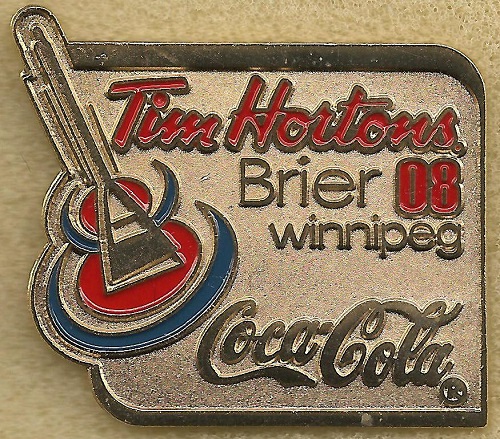 Tim Hortons
Brier 08
winnipeg
Coca-Cola ®